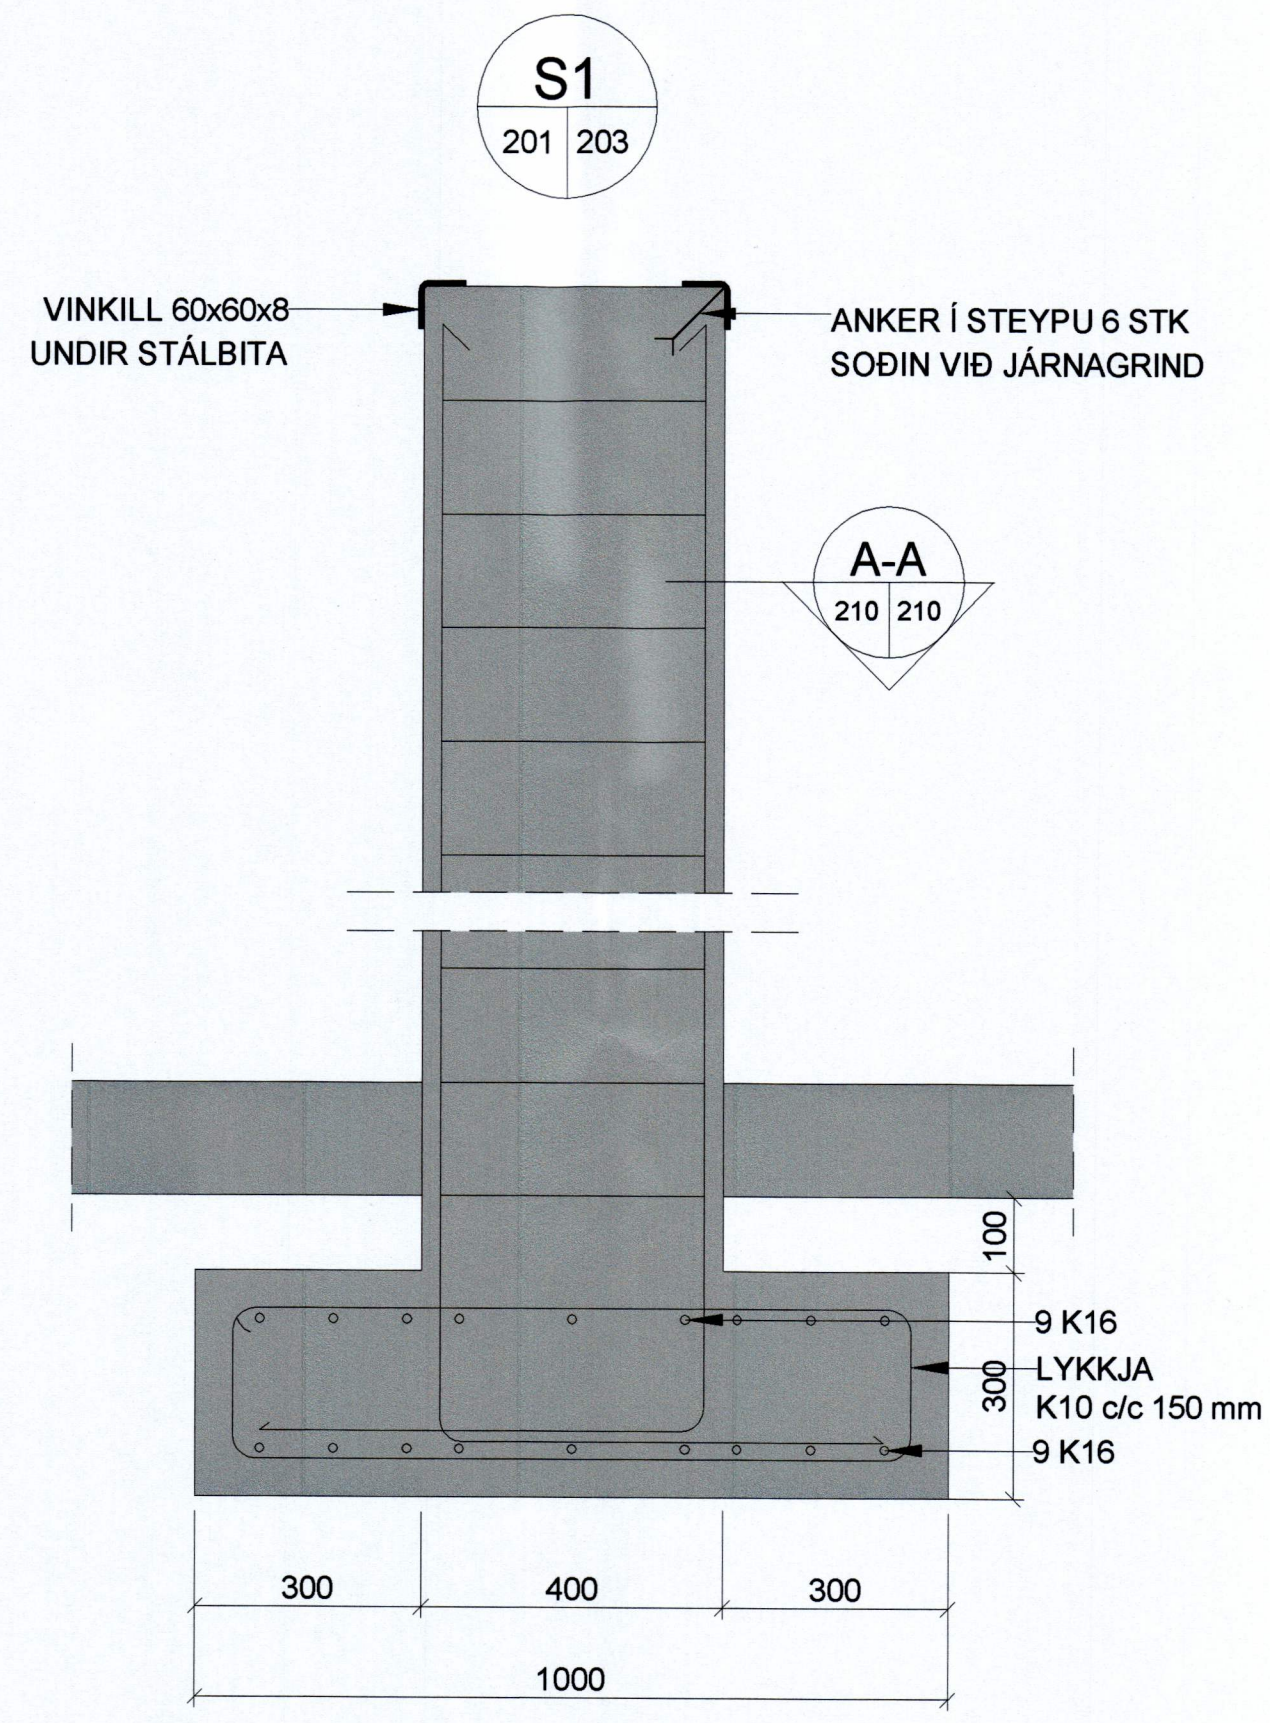 S1
201 203
VINKILL 60x60x8
UNDIR STÁLBITA
ANKER Í STEYPU 6 STK
SOÐIN VIÐ JÁRNAGRIND
A-A
210 210
100
9 K16
LYKKJA
300
K10 c/c 150 mm
9 K16
300 400 300
1000